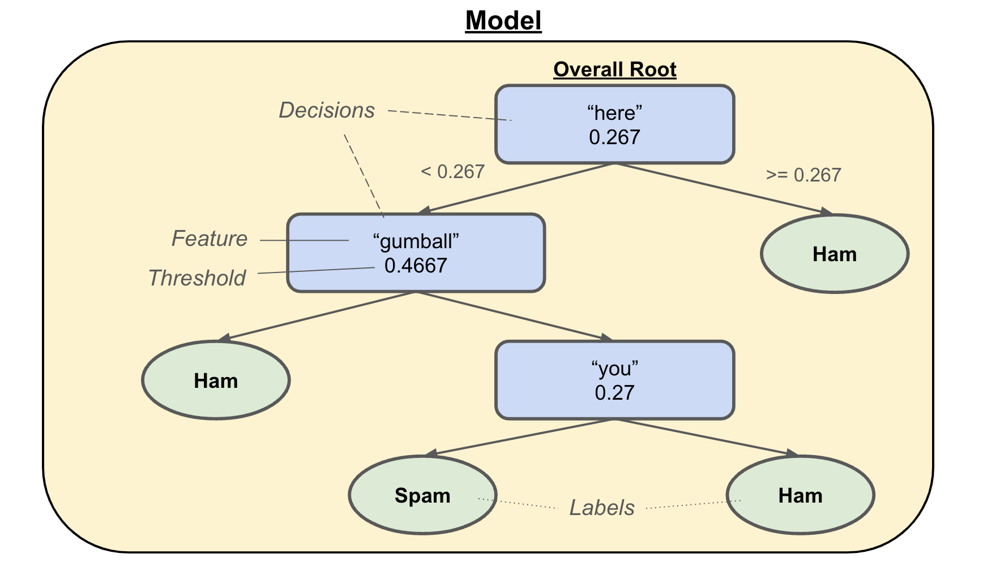 Model
Overall Root
Decisions
“here”
0.267
< 0.267
>= 0.267
Feature
“gumball”
0.4667
Threshold
Ham
Ham
“you”
0.27
Spam
Labels
Ham